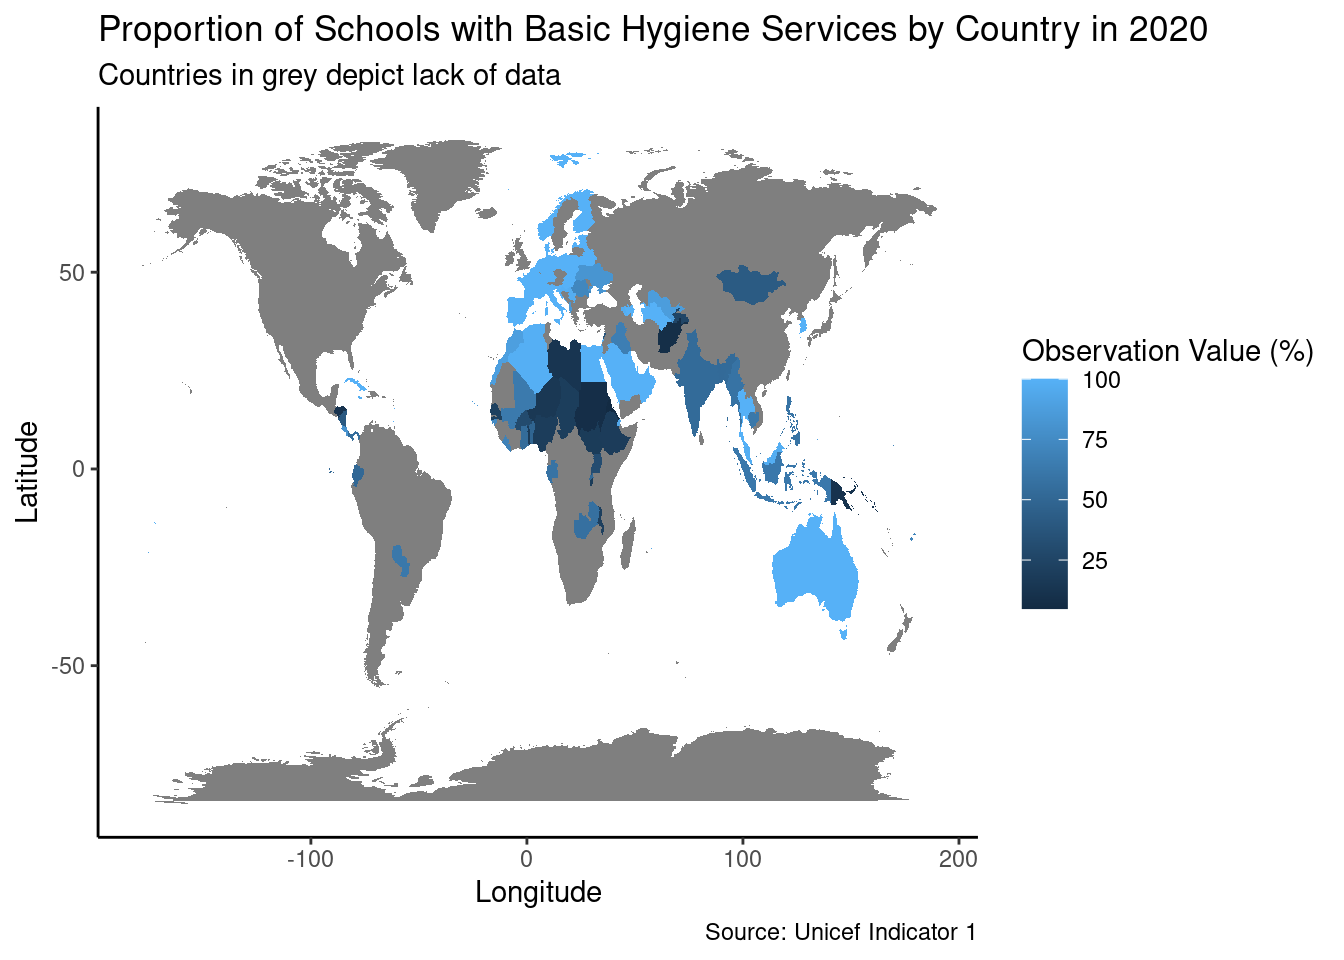 Proportion of Schools with Basic Hygiene Services by Country in 2020
Countries in grey depict lack of data
50
0
-50
Latitude
-100
0
100
200
Longitude
Observation Value (%)
100
75
50
25
Source: Unicef Indicator 1